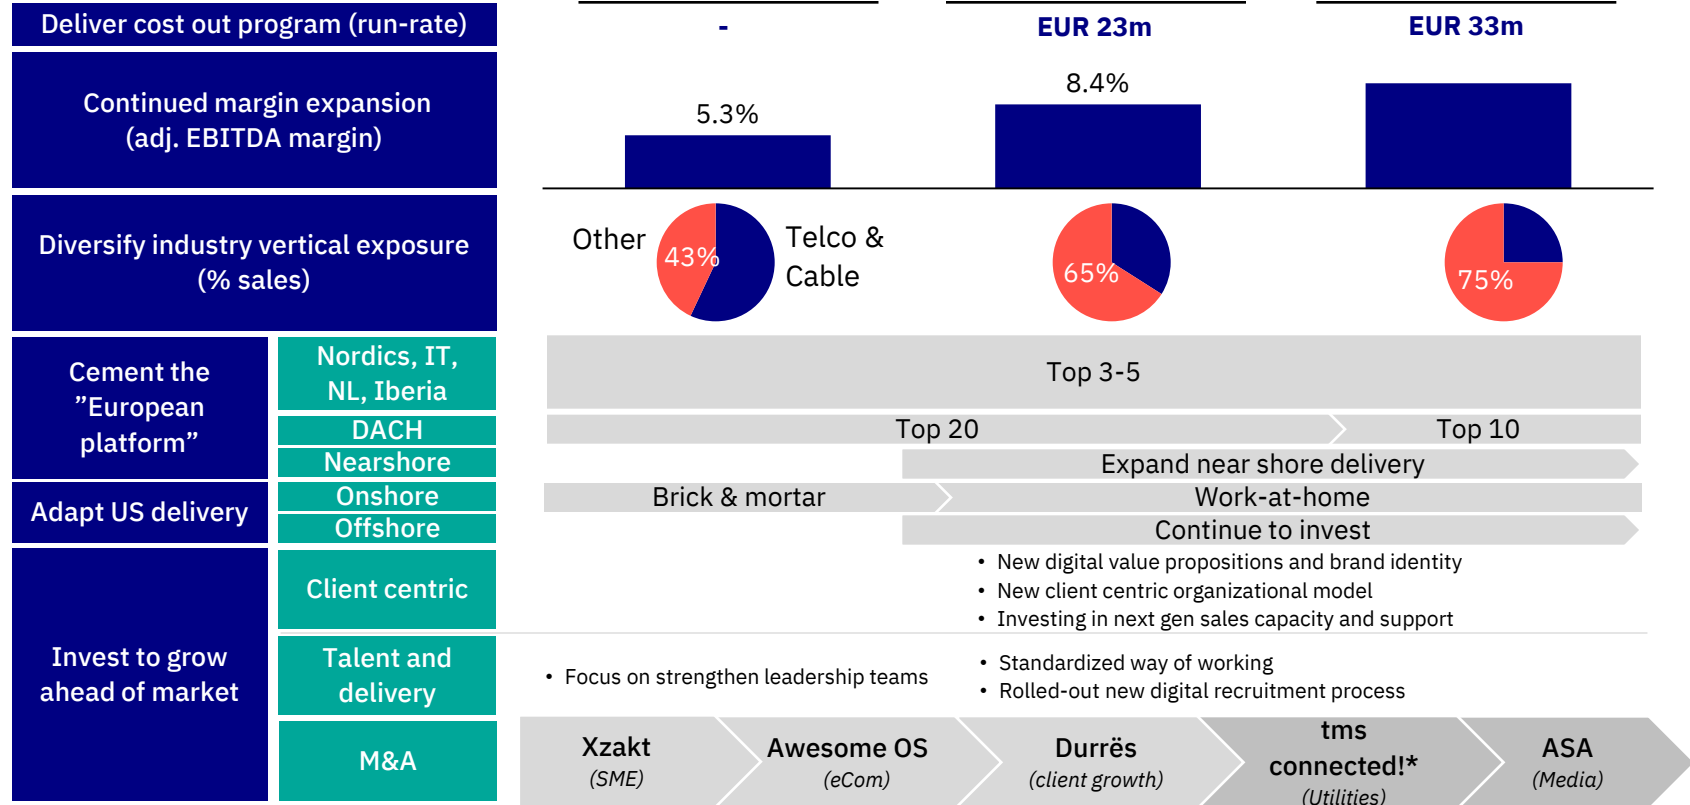 Deliver cost out program (run-rate)
-
EUR 23m
EUR 33m
Continued margin expansion
(adj. EBITDA margin)
5.3%
8.4%
Diversify industry vertical exposure
(% sales)
Other
43%
Telco &
Cable
65%
75%
Cement the
”European
platform”
Nordics, IT,
NL, Iberia
Top 3-5
DACH
Top 20
Top 10
Nearshore
Expand near shore delivery
Adapt US delivery
Onshore
Brick & mortar
Work-at-home
Offshore
Continue to invest
Invest to grow
ahead of market
Client centric
• New digital value propositions and brand identity
• New client centric organizational model
• Investing in next gen sales capacity and support
Talent and
delivery
• Focus on strengthen leadership teams
• Standardized way of working
• Rolled-out new digital recruitment process
M&A
Xzakt
(SME)
Awesome OS
(eCom)
Durrës
(client growth)
tms
connected!*
(Utilities)
ASA
(Media)